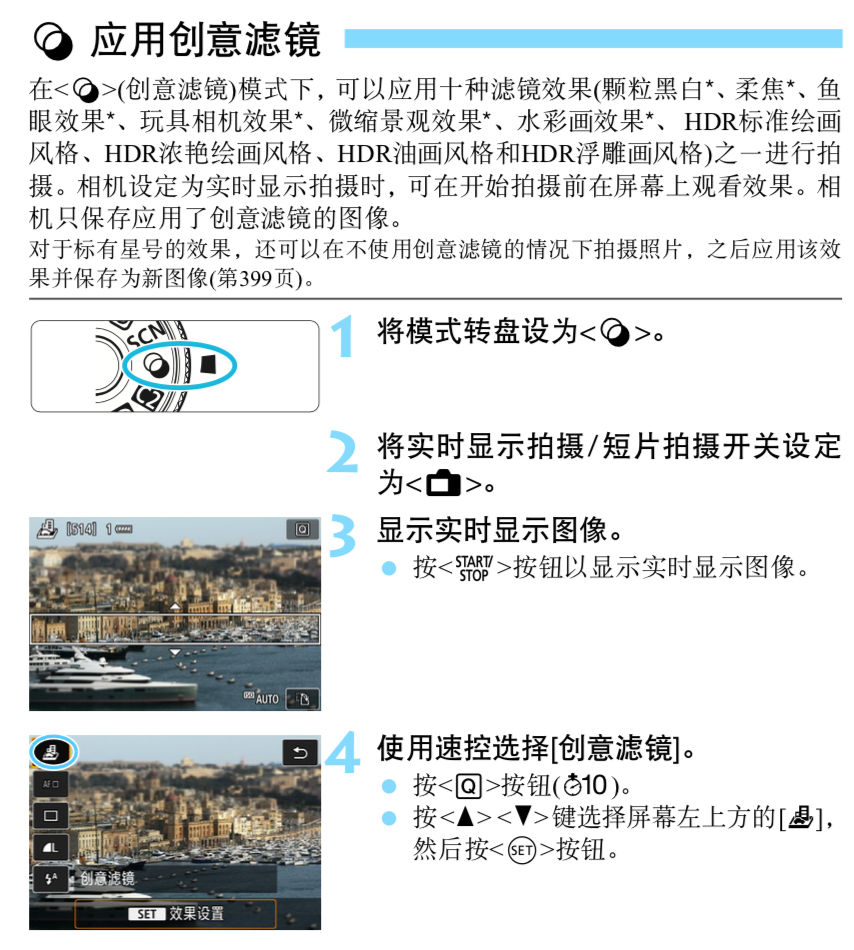 应用创意滤镜
在< >(创意滤镜)模式下，可以应用十种滤镜效果(颗粒黑白*、柔焦*、鱼
眼效果*、玩具相机效果*、微缩景观效果*、水彩画效果*、HDR标准绘画
风格、HDR浓艳绘画风格、HDR油画风格和HDR浮雕画风格)之一进行拍
摄。相机设定为实时显示拍摄时，可在开始拍摄前在屏幕上观看效果。相
机只保存应用了创意滤镜的图像。
对于标有星号的效果，还可以在不使用创意滤镜的情况下拍摄照片，之后应用该效
果并保存为新图像(第399页)。
SCN
1 将模式转盘设为< >。
2 将实时显示拍摄/短片拍摄开关设定
为< >。
[514] 1 Q
ISO AUTO
3 显示实时显示图像。
● 按<START/STOP>按钮以显示实时显示图像。
AF
L
A
创意滤镜
SET 效果设置
4 使用速控选择[创意滤镜]。
● 按<Q>按钮( 10)。
● 按<▲><▼>键选择屏幕左上方的[ ]，
然后按<SET>按钮。